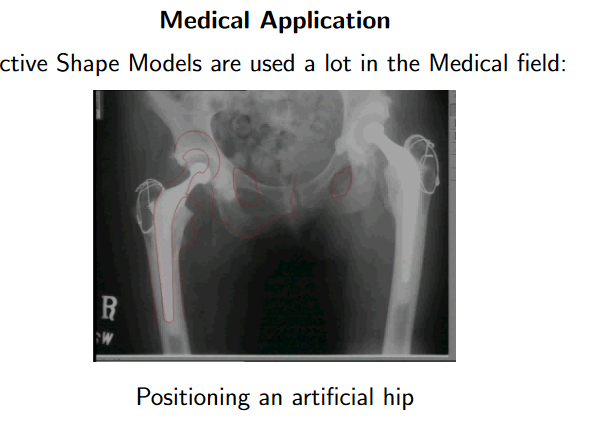 Medical Application
ctive Shape Models are used a lot in the Medical field:
R
W
Positioning an artificial hip